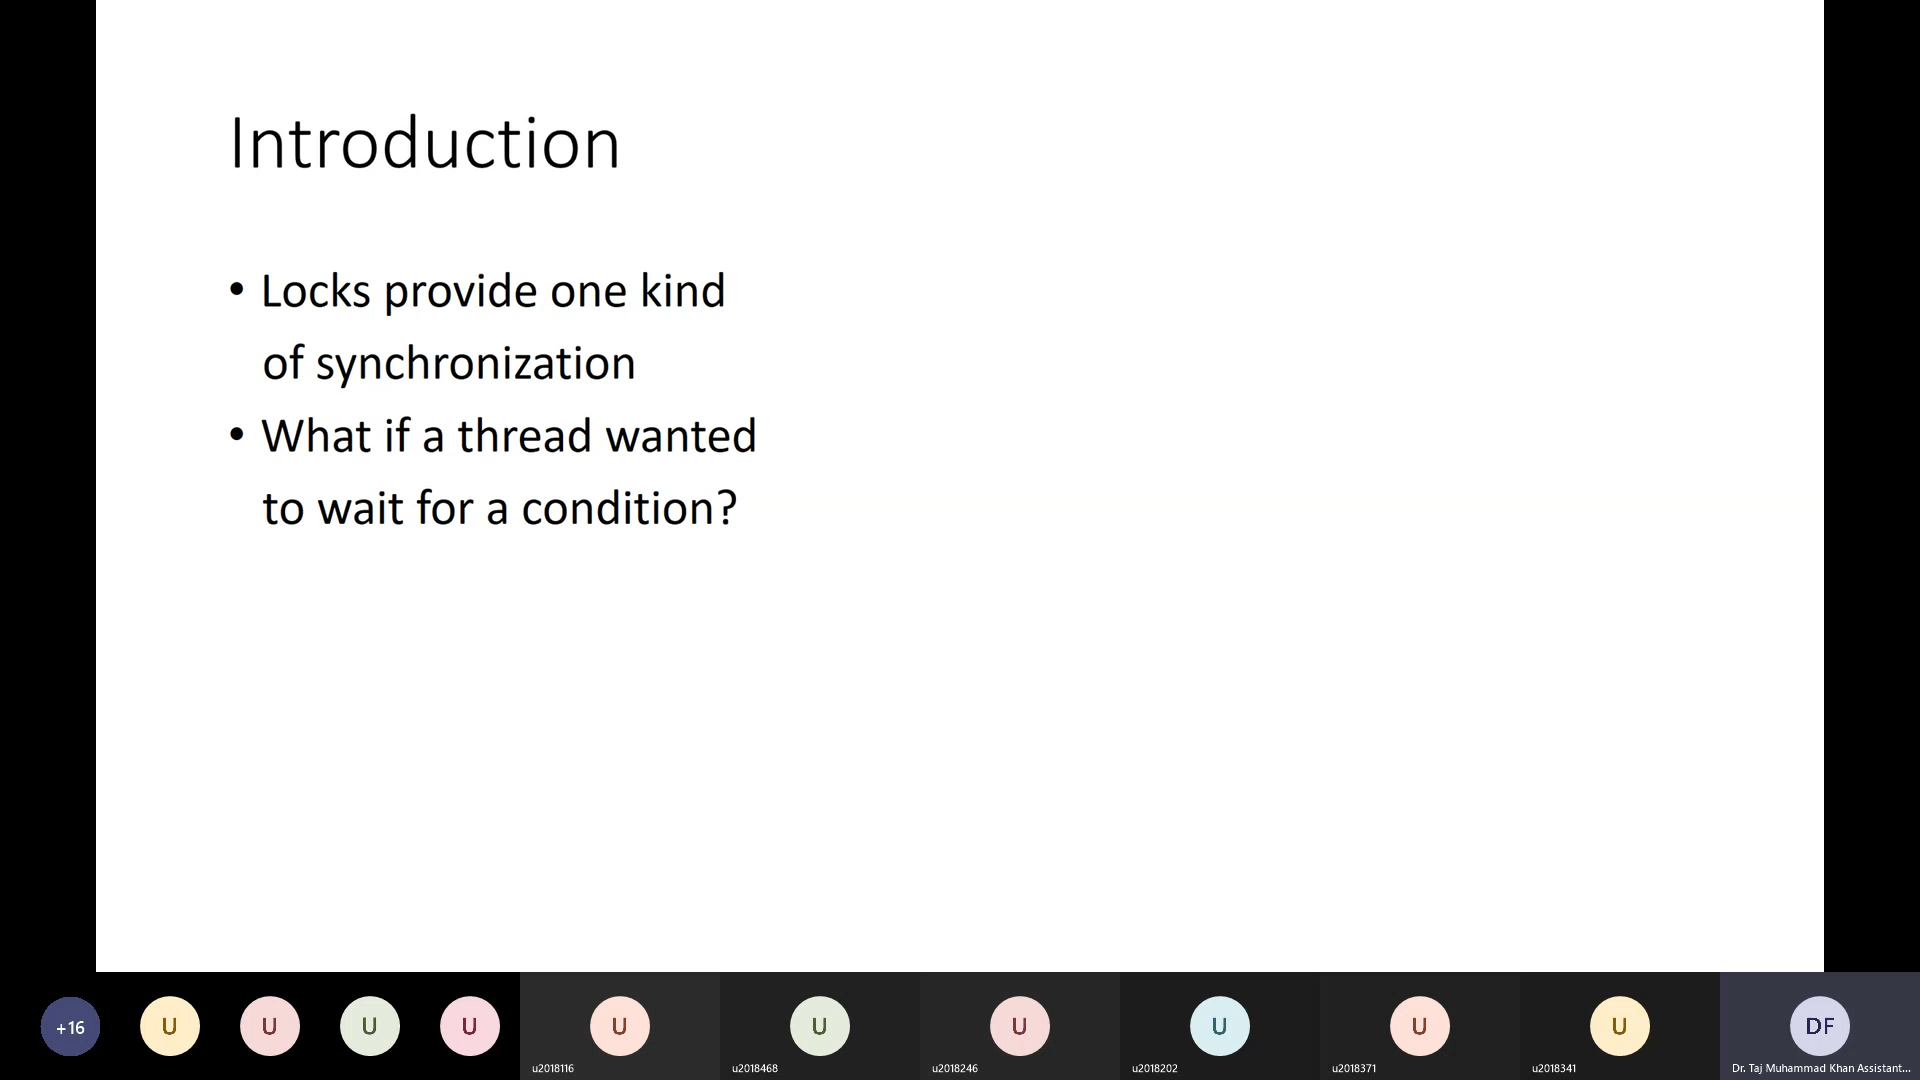 Introduction
• Locks provide one kind
of synchronization
• What if a thread wanted
to wait for a condition?
+16
U
U
U
U
U
U
U
U
U
U
DF
u2018116
u2018468
u2018246
u2018202
u2018371
u2018341
Dr. Taj Muhammad Khan Assistant...